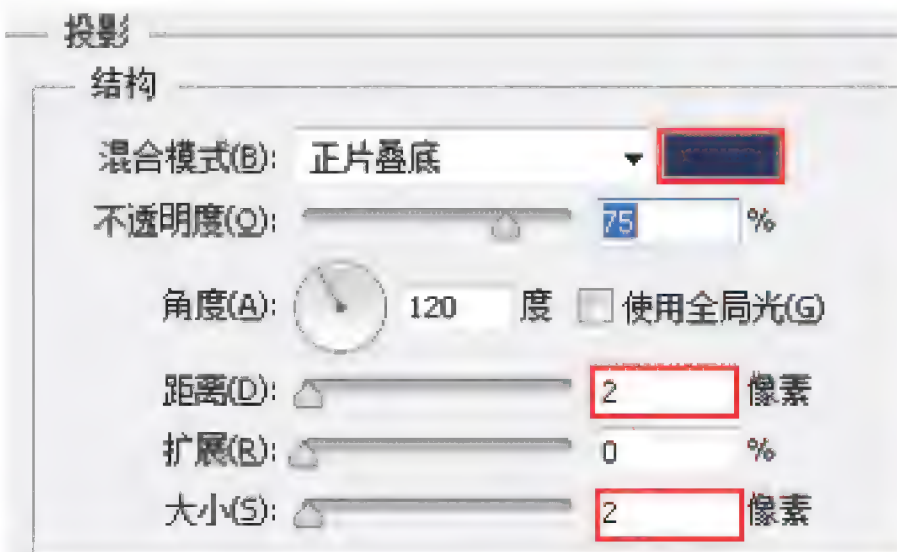 投影
结构
混合模式(B): 正片叠底
不透明度(O): 75 %
角度(A): 120 度 使用全局光(G)
距离(D): 2 像素
扩展(R): 0 %
大小(S): 2 像素